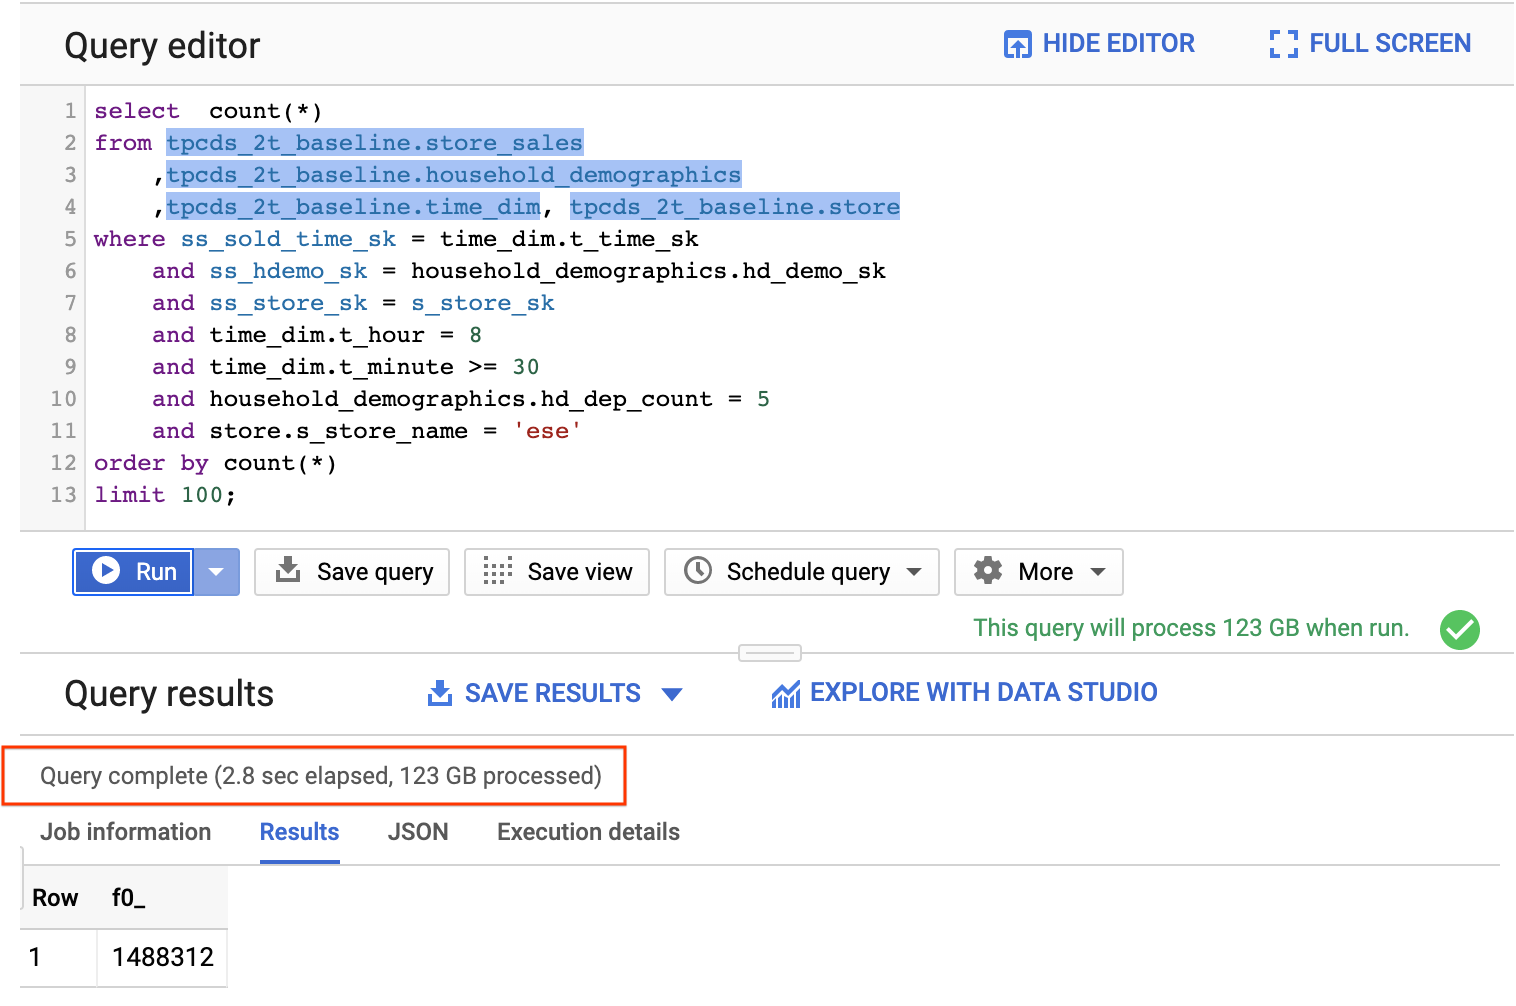 Query editor HIDE EDITOR FULL SCREEN
1 select  count(*)
2 from tpcds_2t_baseline.store_sales
3     ,tpcds_2t_baseline.household_demographics
4     ,tpcds_2t_baseline.time_dim, tpcds_2t_baseline.store
5 where ss_sold_time_sk = time_dim.t_time_sk
6     and ss_hdemo_sk = household_demographics.hd_demo_sk
7     and ss_store_sk = s_store_sk
8     and time_dim.t_hour = 8
9     and time_dim.t_minute >= 30
10     and household_demographics.hd_dep_count = 5
11     and store.s_store_name = 'ese'
12 order by count(*)
13 limit 100;
Run Save query Save view Schedule query More
This query will process 123 GB when run.
Query results SAVE RESULTS EXPLORE WITH DATA STUDIO
Query complete (2.8 sec elapsed, 123 GB processed)
Job information Results JSON Execution details
Row f0_
1 1488312